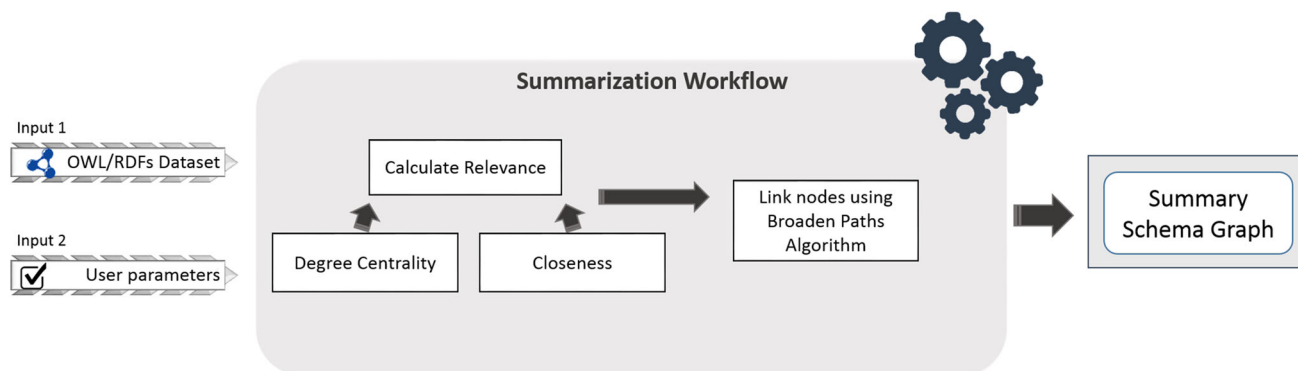 Summarization Workflow
Input 1
OWL/RDFs Dataset
Input 2
User parameters
Calculate Relevance
Degree Centrality
Closeness
Link nodes using
Broaden Paths
Algorithm
Summary
Schema Graph